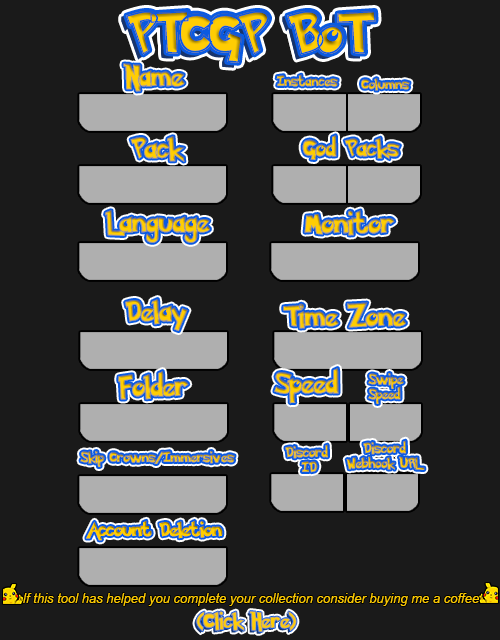 PTCGP BoT
Name
Instances
Columns
Pack
God Packs
Language
Monitor
Delay
Time Zone
Folder
Speed
Swipe
Speed
Skip Crowns/Immersives
Discord
ID
Discord
Webhook URL
Account Deletion
If this tool has helped you complete your collection consider buying me a coffee
(Click Here)